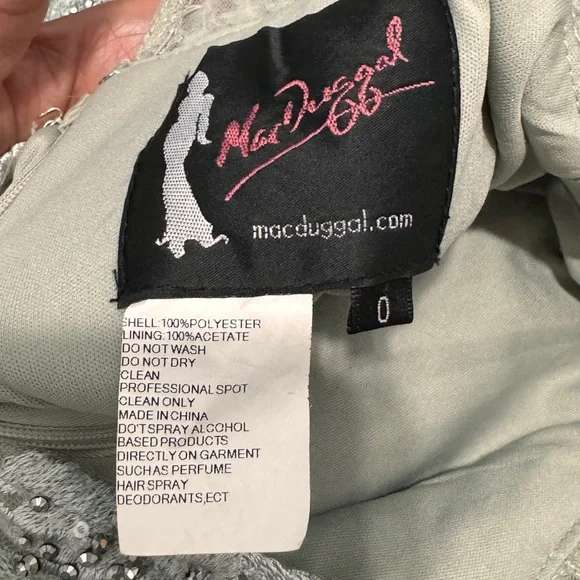 Mac Duggal
macduggal.com
0
SHELL:100%POLYESTER
LINING:100%ACETATE
DO NOT WASH
DO NOT DRY
CLEAN
PROFESSIONAL SPOT
CLEAN ONLY
MADE IN CHINA
DO'T SPRAY ALCOHOL
BASED PRODUCTS
DIRECTLY ON GARMENT
SUCH AS PERFUME
HAIR SPRAY
DEODORANTS,ECT